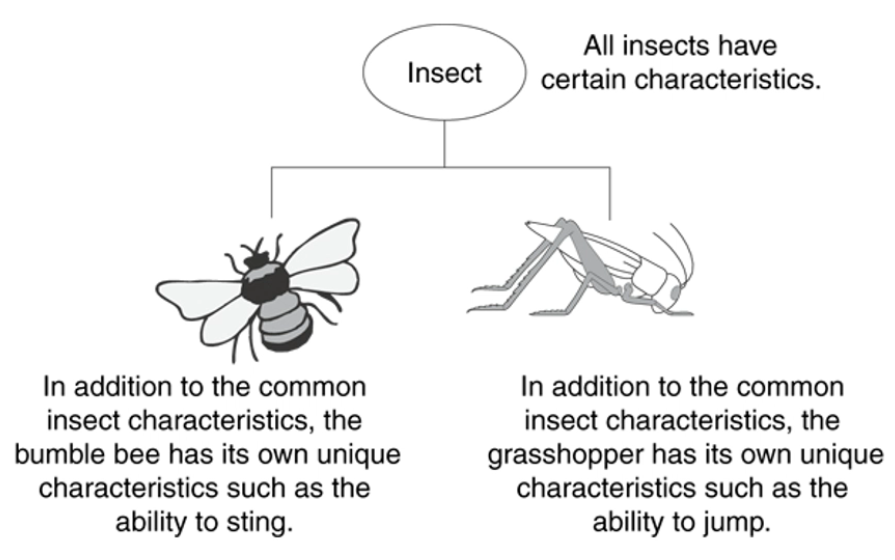 Insect
All insects have
certain characteristics.
In addition to the common
insect characteristics, the
bumble bee has its own unique
characteristics such as the
ability to sting.
In addition to the common
insect characteristics, the
grasshopper has its own unique
characteristics such as the
ability to jump.